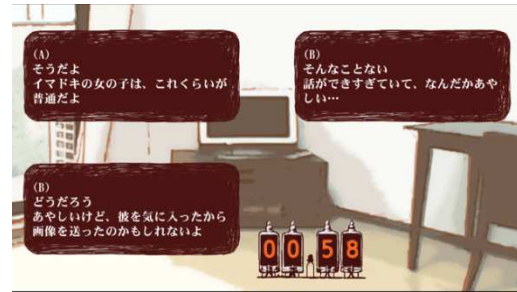 (A)
そうだよ
イマドキの女の子は、これくらいが
普通だよ
(B)
そんなことない
話ができすぎていて、なんだかあや
しい…
(B)
どうだろう
あやしいけど、彼を気に入ったから
画像を送ったのかもしれないよ
00 58